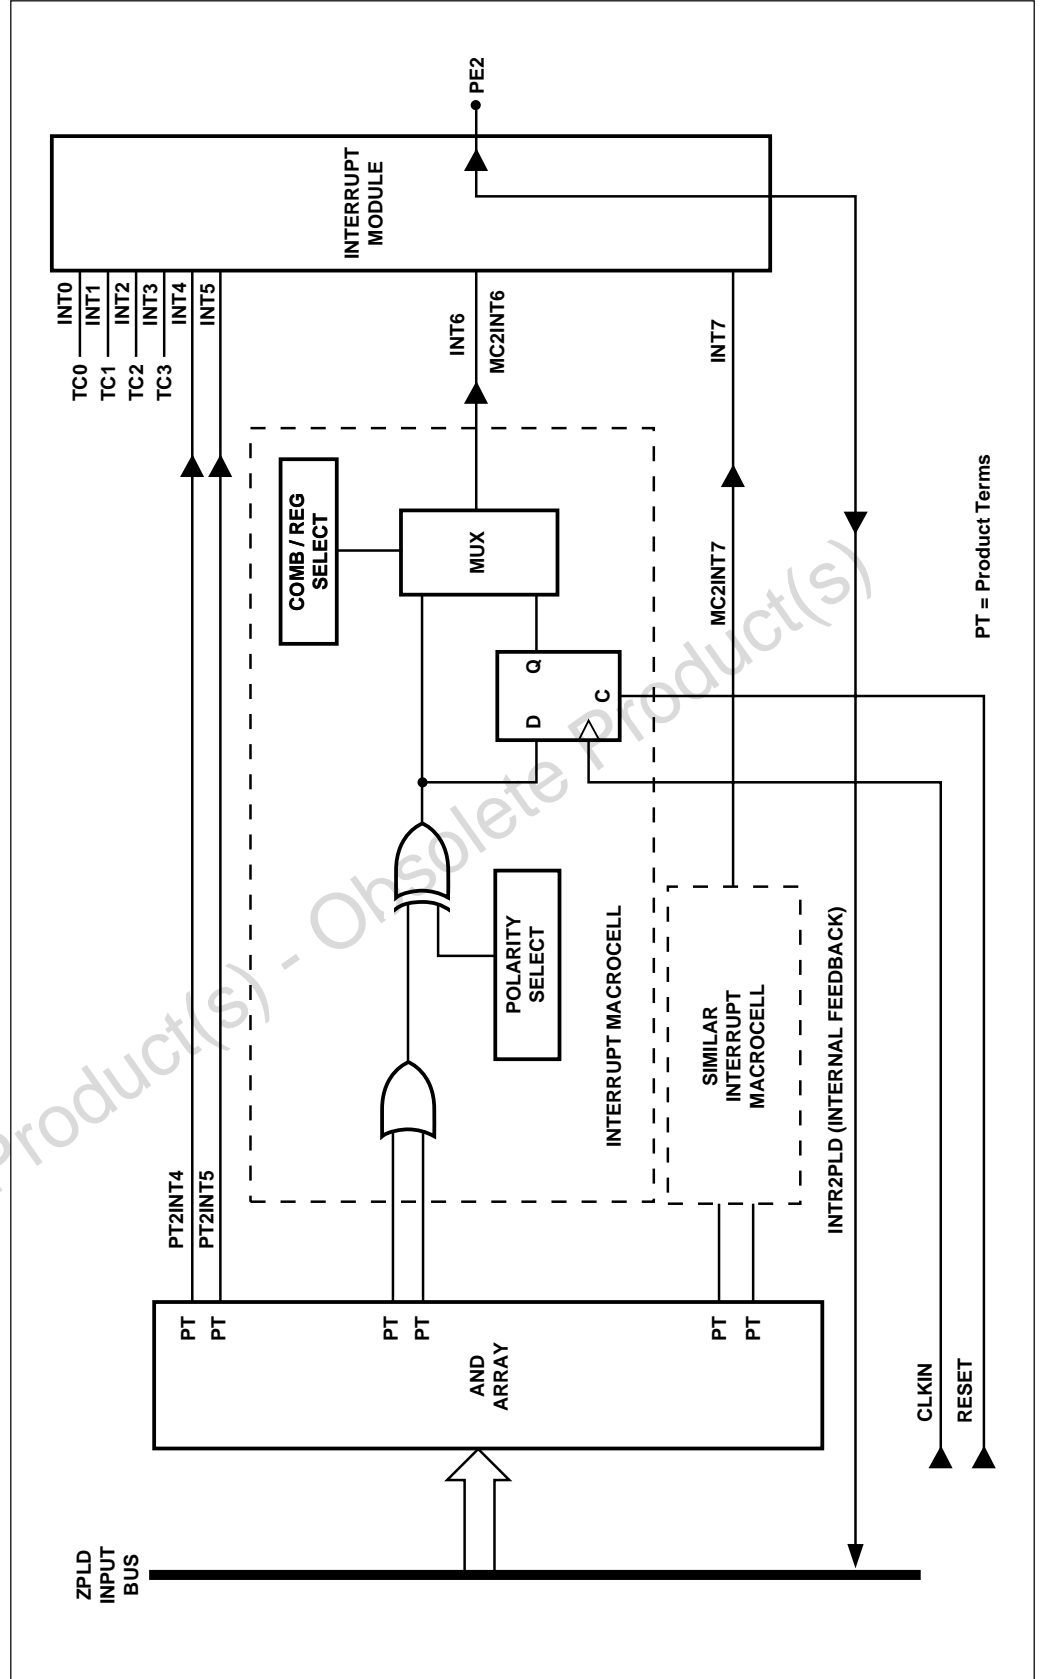 ZPLD
INPUT
BUS
AND
ARRAY
PT
PT
PT
PT
PT
PT
PT2INT4
PT2INT5
INTERRUPT MACROCELL
POLARITY
SELECT
D
Q
C
COMB / REG
SELECT
MUX
SIMILAR
INTERRUPT
MACROCELL
MC2INT7
INT7
INT6
MC2INT6
TC0
TC1
TC2
TC3
INT0
INT1
INT2
INT3
INT4
INT5
INTERRUPT
MODULE
PE2
INTR2PLD (INTERNAL FEEDBACK)
CLKIN
RESET
PT = Product Terms
Product(s) - Obsolete Product(s)